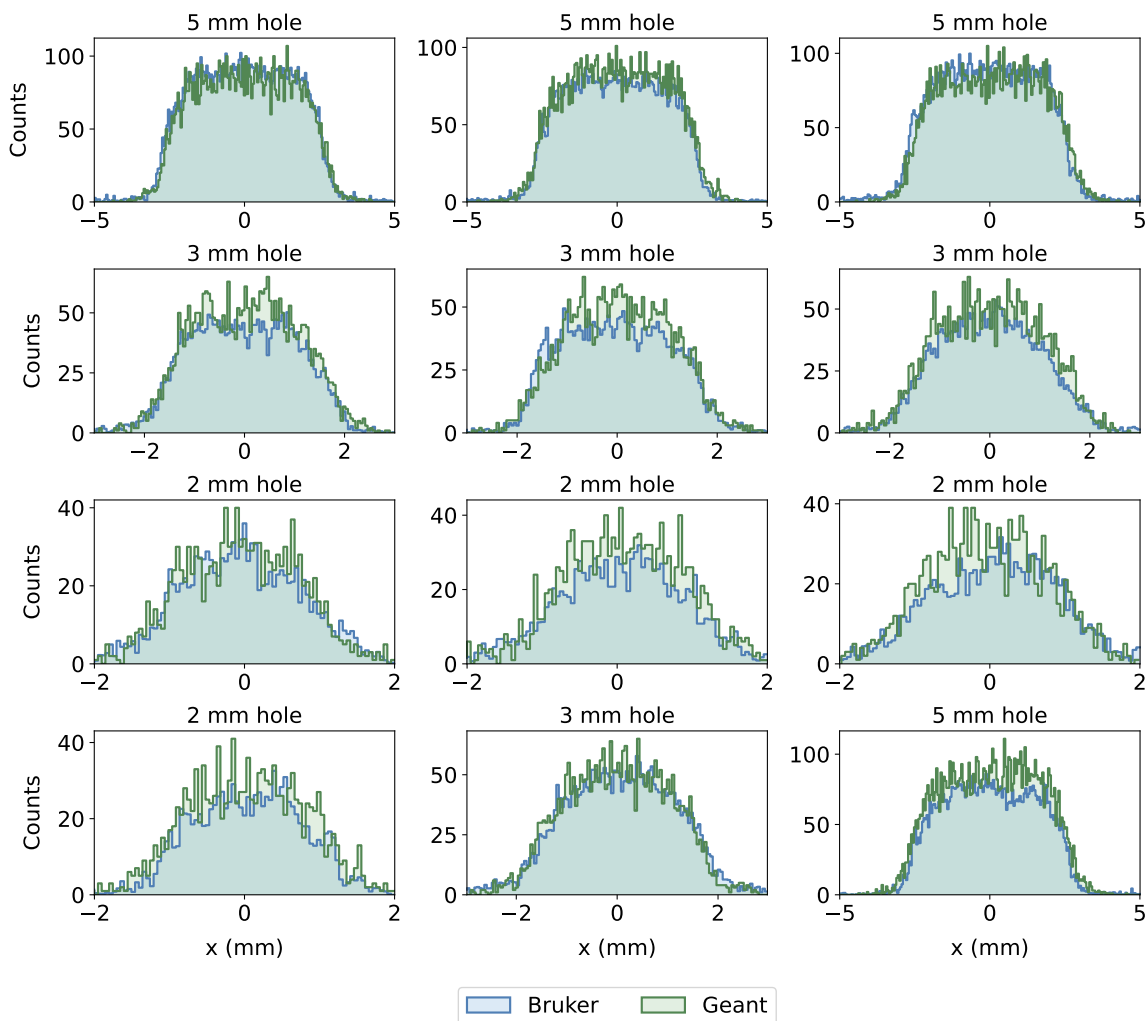 5 mm hole 5 mm hole 5 mm hole
100 100 100
Counts
50 50 50
0 0 0
−5 0 5 −5 0 5 −5 0 5
3 mm hole 3 mm hole 3 mm hole
Counts
50 50 50
25 25 25
0 0 0
−2 0 2 −2 0 2 −2 0 2
2 mm hole 2 mm hole 2 mm hole
40 40 40
Counts
20 20 20
0 0 0
−2 0 2 −2 0 2 −2 0 2
2 mm hole 3 mm hole 5 mm hole
40 50 100
Counts
20 25 50
0 0 0
−2 0 2 −2 0 2 −5 0 5
x (mm) x (mm) x (mm)
Bruker Geant